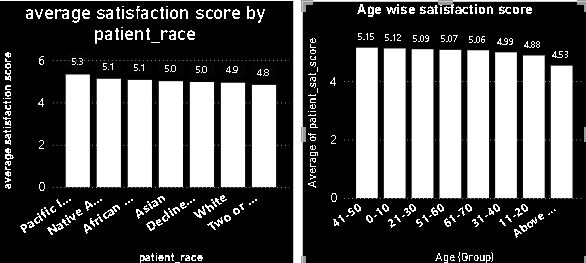 average satisfaction score by
patient_race
average satisfaction score
6
4
2
0
5.3
5.1
5.1
5.0
5.0
4.9
4.8
Pacific I...
Native A...
African ...
Asian
Decline...
White
Two or ...
patient_race
Age wise satisfaction score
Average of patient_sat_score
4
2
0
5.15
5.12
5.09
5.07
5.06
4.99
4.88
4.53
41-50
0-10
21-30
51-60
61-70
31-40
11-20
Above ...
Age (Group)